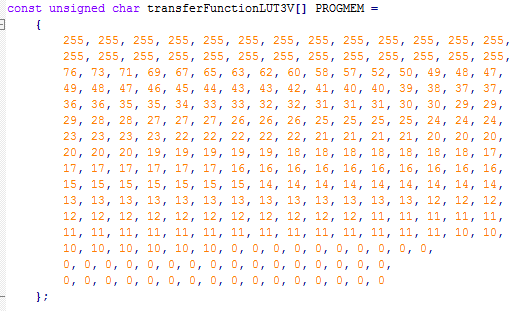 const unsigned char transferFunctionLUT3V[] PROGMEM =
{
255, 255, 255, 255, 255, 255, 255, 255, 255, 255, 255, 255, 255,
255, 255, 255, 255, 255, 255, 255, 255, 255, 255, 255, 255, 255,
76, 73, 71, 69, 67, 65, 63, 62, 60, 58, 57, 52, 50, 49, 48, 47,
49, 48, 47, 46, 45, 44, 43, 43, 42, 41, 40, 40, 39, 38, 37, 37,
36, 36, 35, 35, 34, 33, 33, 32, 32, 31, 31, 31, 30, 30, 29, 29,
29, 28, 28, 27, 27, 27, 26, 26, 26, 25, 25, 25, 25, 24, 24, 24,
23, 23, 23, 23, 22, 22, 22, 22, 22, 21, 21, 21, 21, 20, 20, 20,
20, 20, 20, 19, 19, 19, 19, 19, 18, 18, 18, 18, 18, 18, 18, 17,
17, 17, 17, 17, 17, 17, 16, 16, 16, 16, 16, 16, 16, 16, 16, 16,
15, 15, 15, 15, 15, 15, 15, 14, 14, 14, 14, 14, 14, 14, 14, 14,
13, 13, 13, 13, 13, 13, 13, 13, 13, 13, 13, 13, 13, 12, 12, 12,
12, 12, 12, 12, 12, 12, 12, 12, 12, 12, 12, 11, 11, 11, 11, 11,
11, 11, 11, 11, 11, 11, 11, 11, 11, 11, 11, 11, 11, 11, 10, 10,
10, 10, 10, 10, 10, 10, 0, 0, 0, 0, 0, 0, 0, 0, 0, 0,
0, 0, 0, 0, 0, 0, 0, 0, 0, 0, 0, 0, 0, 0, 0, 0,
0, 0, 0, 0, 0, 0, 0, 0, 0, 0, 0, 0, 0, 0, 0, 0
};